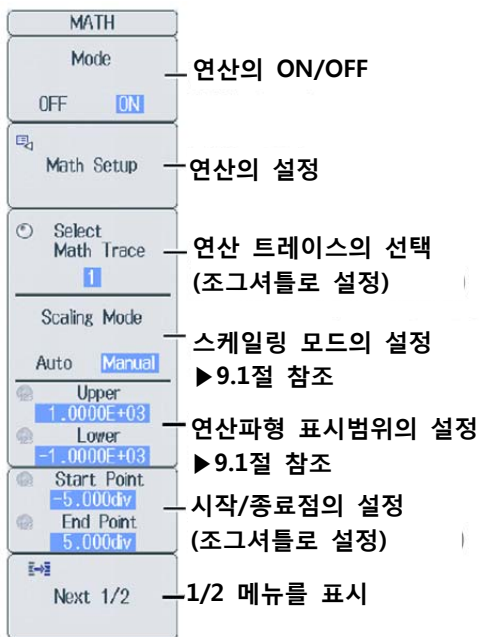 MATH
Mode
연산의 ON/OFF
OFF ON
Math Setup
연산의 설정
Select
Math Trace
연산 트레이스의 선택
1
(조그셔틀로 설정)
Scaling Mode
스케일링 모드의 설정
Auto Manual
▶9.1절 참조
Upper
1.0000E+03
연산파형 표시범위의 설정
Lower
-1.0000E+03
▶9.1절 참조
Start Point
-5.000div
시작/종료점의 설정
End Point
5.000div
(조그셔틀로 설정)
Next 1/2
1/2 메뉴를 표시